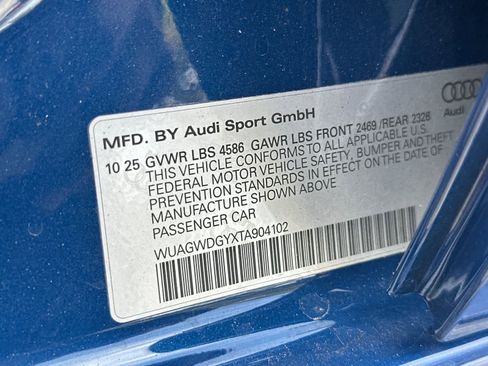 MFD. BY Audi Sport GmbH
Audi
10 25 GVWR LBS 4586 GAWR LBS FRONT 2469 /REAR 2326
THIS VEHICLE CONFORMS TO ALL APPLICABLE U.S.
FEDERAL MOTOR VEHICLE SAFETY, BUMPER AND THEFT
PREVENTION STANDARDS IN EFFECT ON THE DATE OF
MANUFACTURE SHOWN ABOVE.
PASSENGER CAR
WUAGWDGYXTA904102